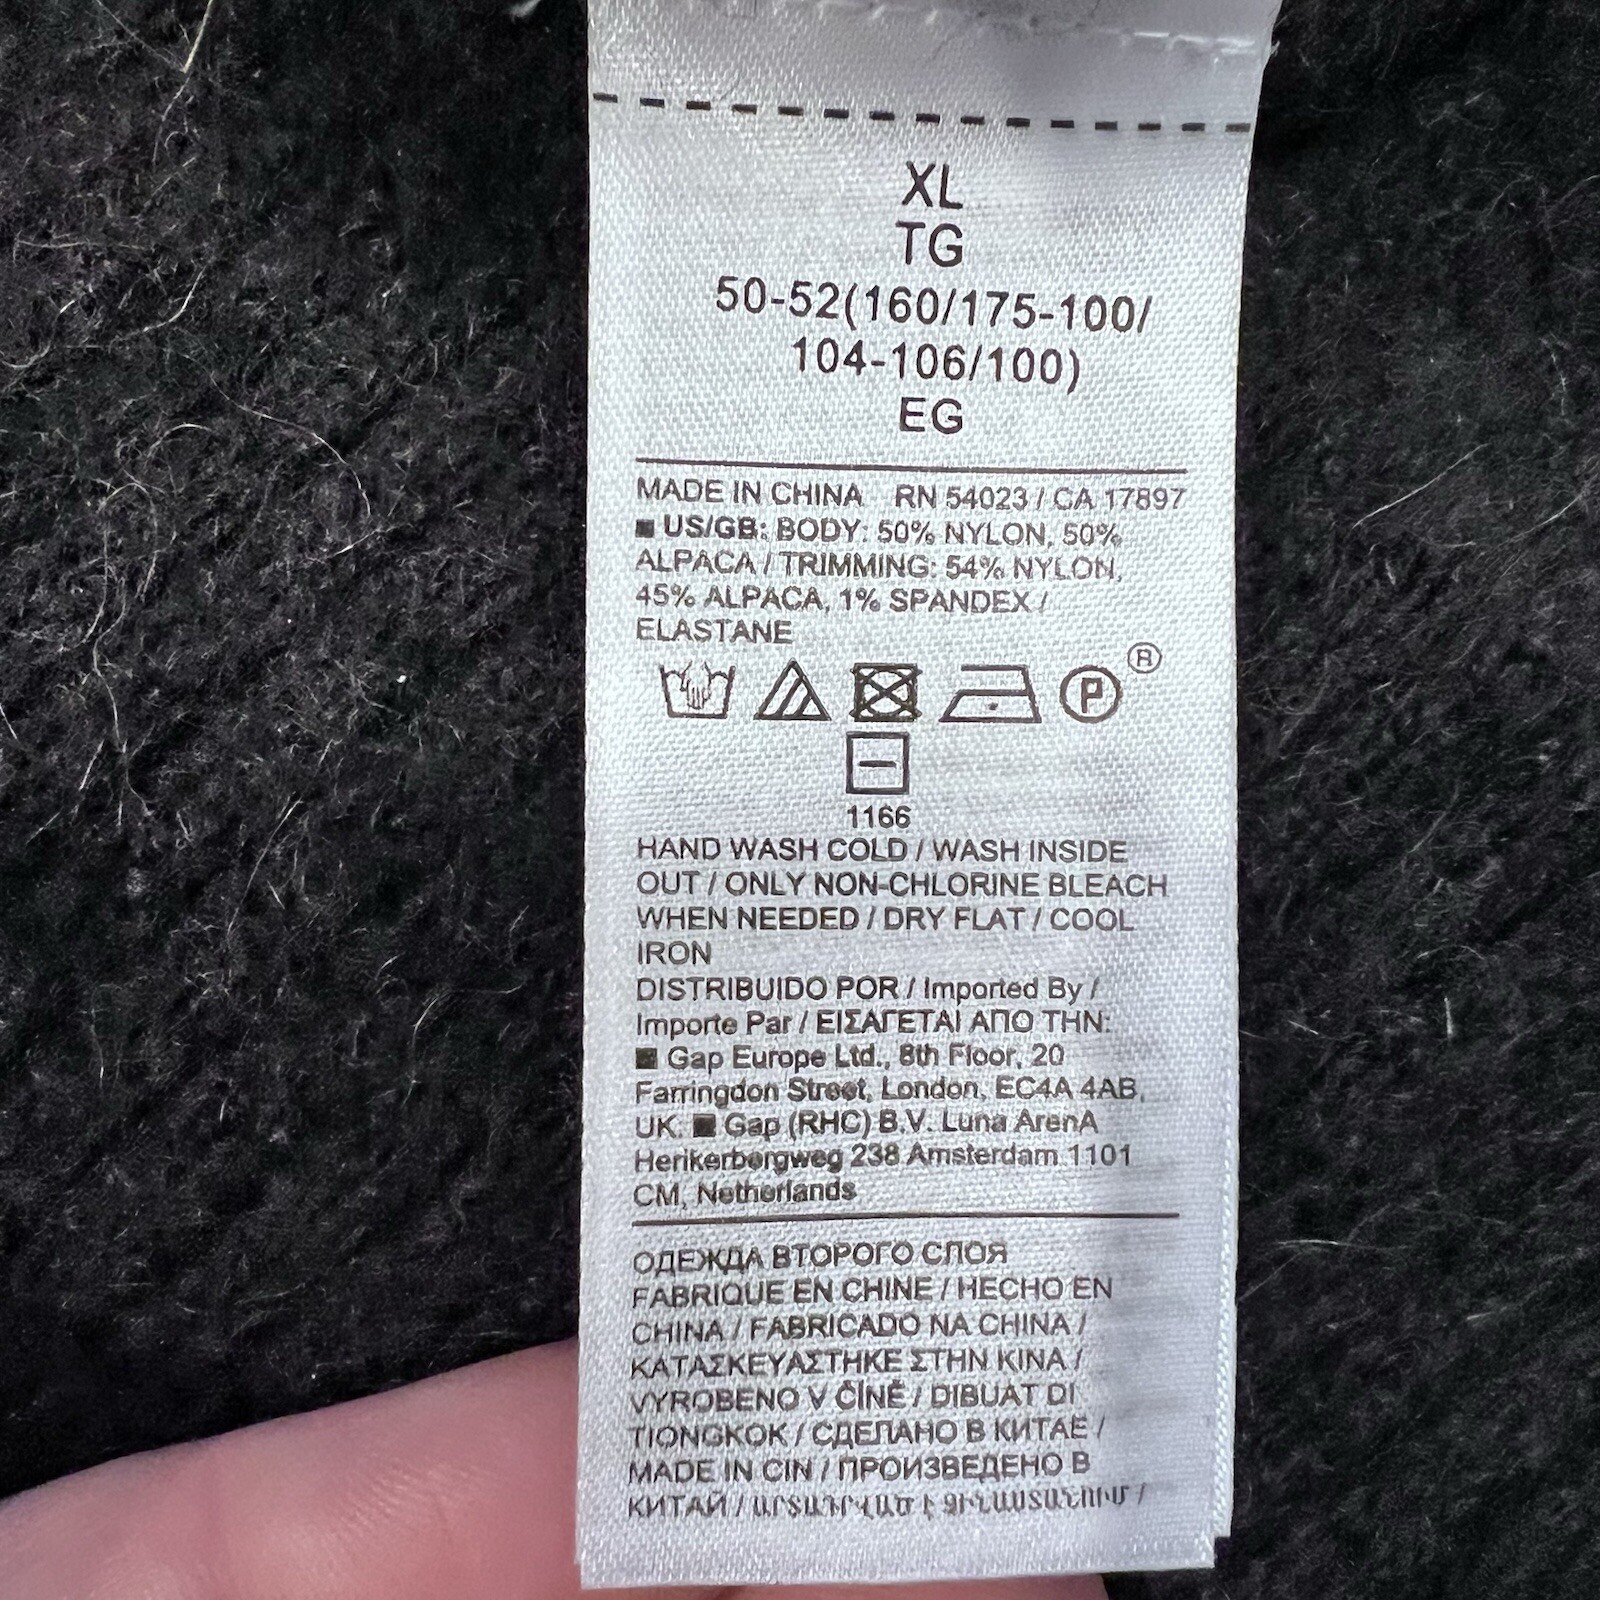 XL
TG
50-52(160/175-100/
104-106/100)
EG
MADE IN CHINA RN 54023 / CA 17897
■ US/GB: BODY: 50% NYLON, 50%
ALPACA / TRIMMING: 54% NYLON,
45% ALPACA, 1% SPANDEX /
ELASTANE
®
P
1166
HAND WASH COLD / WASH INSIDE
OUT / ONLY NON-CHLORINE BLEACH
WHEN NEEDED / DRY FLAT / COOL
IRON
DISTRIBUIDO POR / Imported By /
Importe Par / ΕΙΣΑΓΕΤΑΙ ΑΠΟ ΤΗΝ:
■ Gap Europe Ltd., 8th Floor, 20
Farringdon Street, London, EC4A 4AB,
UK. ■ Gap (RHC) B.V. Luna ArenA
Herikerbergweg 238 Amsterdam 1101
CM, Netherlands
ОДЕЖДА ВТОРОГО СЛОЯ
FABRIQUE EN CHINE / HECHO EN
CHINA / FABRICADO NA CHINA /
ΚΑΤΑΣΚΕΥΑΣΤΗΚΕ ΣΤΗΝ ΚΙΝΑ /
VYROBENO V ČÍNĚ / DIBUAT DI
TIONGKOK / СДЕЛАНО В КИТАЕ /
MADE IN CIN / ПРОИЗВЕДЕНО В
КИТАЙ / ԱՐՏԱԴՐՎԱԾ Է ՉԻՆԱՍՏԱՆՈՒՄ /